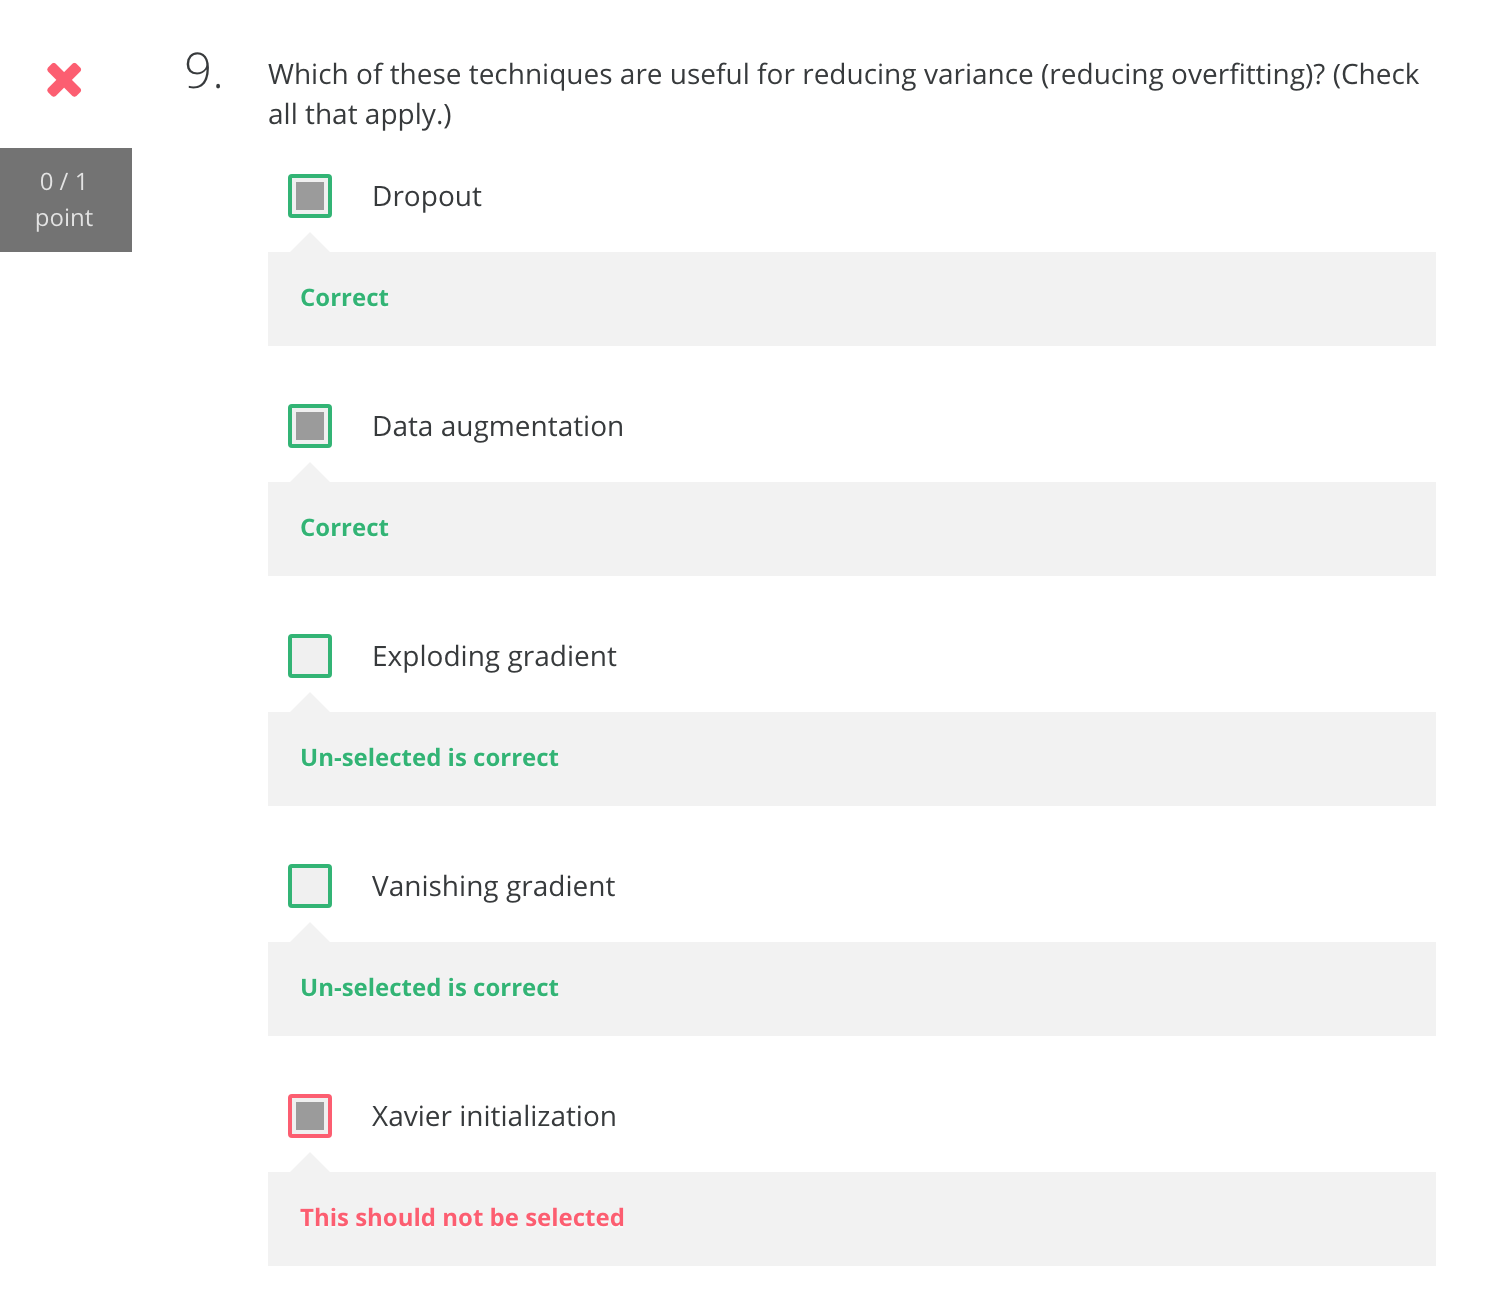 9.
Which of these techniques are useful for reducing variance (reducing overfitting)? (Check
all that apply.)
0 / 1
point
Dropout
Correct
Data augmentation
Correct
Exploding gradient
Un-selected is correct
Vanishing gradient
Un-selected is correct
Xavier initialization
This should not be selected